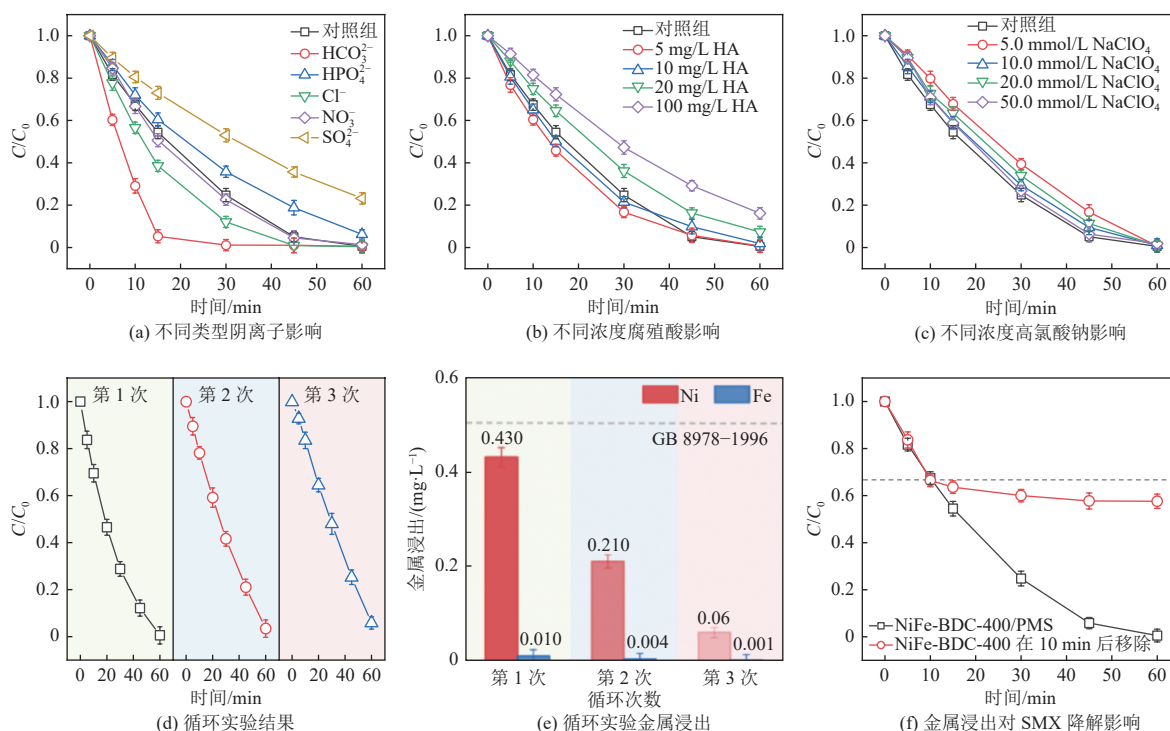 1.0
0.8
0.6
0.4
0.2
0
C/C₀
对照组
HCO₃²⁻
HPO₄²⁻
Cl⁻
NO₃⁻
SO₄²⁻
0 10 20 30 40 50 60
时间/min
(a) 不同类型阴离子影响
1.0
0.8
0.6
0.4
0.2
0
C/C₀
对照组
5 mg/L HA
10 mg/L HA
20 mg/L HA
100 mg/L HA
0 10 20 30 40 50 60
时间/min
(b) 不同浓度腐殖酸影响
1.0
0.8
0.6
0.4
0.2
0
C/C₀
对照组
5.0 mmol/L NaClO₄
10.0 mmol/L NaClO₄
20.0 mmol/L NaClO₄
50.0 mmol/L NaClO₄
0 10 20 30 40 50 60
时间/min
(c) 不同浓度高氯酸钠影响
1.0
0.8
0.6
0.4
0.2
0
C/C₀
第 1 次 第 2 次 第 3 次
0 20 40 60 0 20 40 60 0 20 40 60
时间/min
(d) 循环实验结果
0.6
0.4
0.2
0
金属浸出/(mg·L⁻¹)
Ni Fe
GB 8978−1996
0.430
0.210
0.06
0.010
0.004
0.001
第 1 次 第 2 次 第 3 次
循环次数
(e) 循环实验金属浸出
1.0
0.8
0.6
0.4
0.2
0
C/C₀
NiFe-BDC-400/PMS
NiFe-BDC-400 在 10 min 后移除
0 10 20 30 40 50 60
时间/min
(f) 金属浸出对 SMX 降解影响